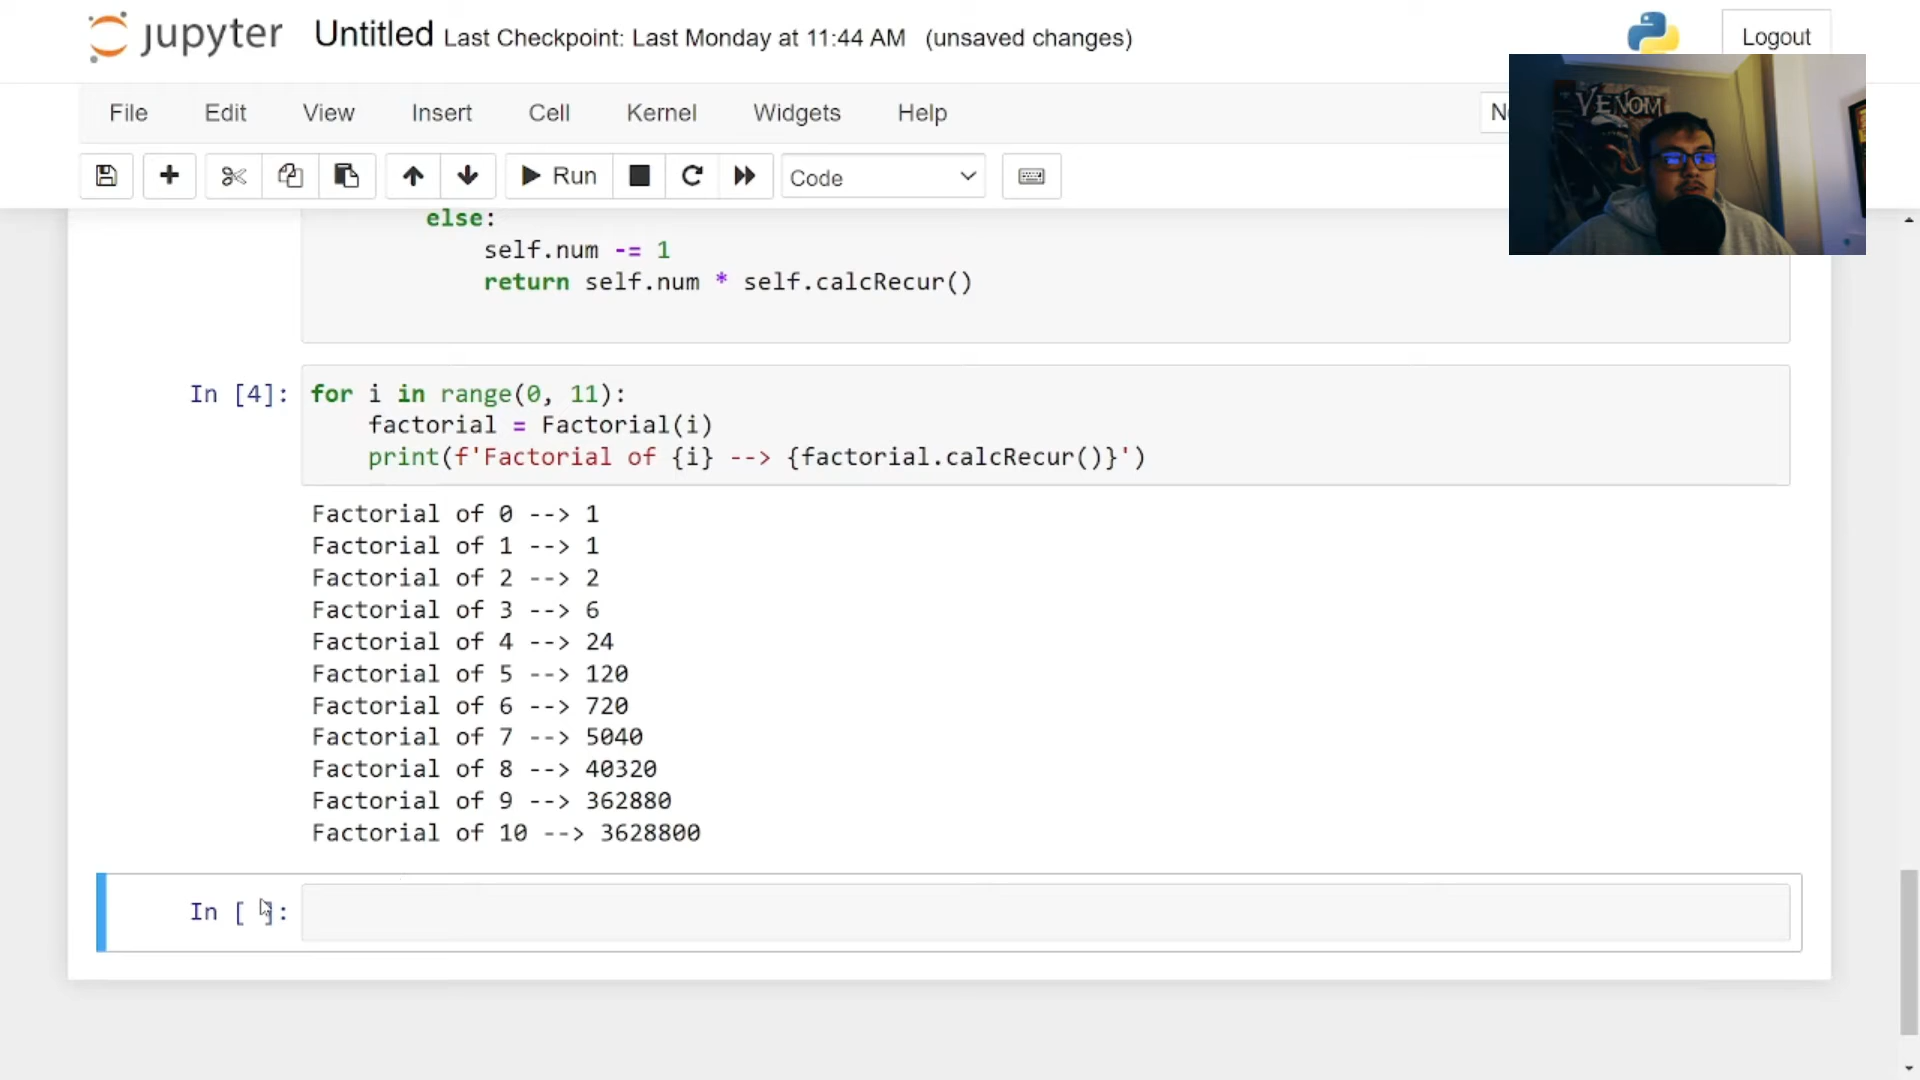 jupyter Untitled Last Checkpoint: Last Monday at 11:44 AM (unsaved changes) Logout
File Edit View Insert Cell Kernel Widgets Help
VENOM
Run Code
else:
self.num -= 1
return self.num * self.calcRecur()
In [4]: for i in range(0, 11):
factorial = Factorial(i)
print(f'Factorial of {i} --> {factorial.calcRecur()}')
Factorial of 0 --> 1
Factorial of 1 --> 1
Factorial of 2 --> 2
Factorial of 3 --> 6
Factorial of 4 --> 24
Factorial of 5 --> 120
Factorial of 6 --> 720
Factorial of 7 --> 5040
Factorial of 8 --> 40320
Factorial of 9 --> 362880
Factorial of 10 --> 3628800
In [ ]: